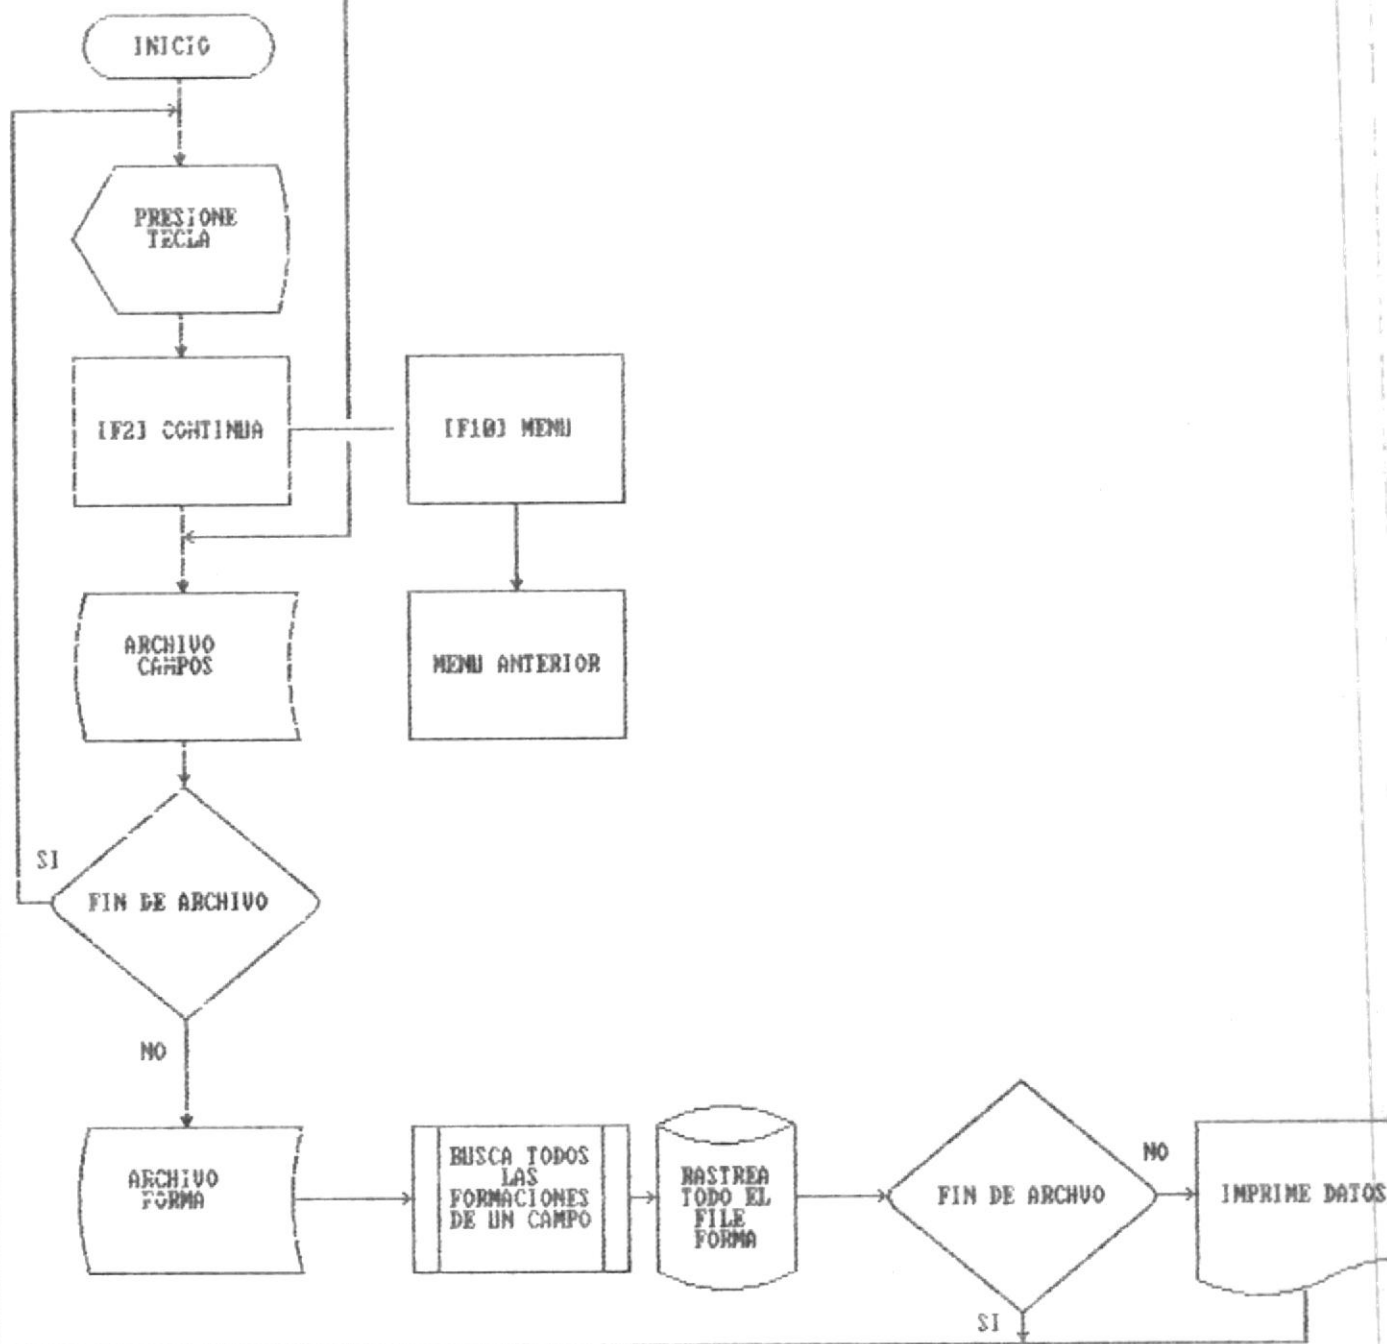 INICIO
PRESIONE
TECLA
[F2] CONTINUA
[F10] MENU
ARCHIVO
CAMPOS
MENU ANTERIOR
SI
FIN DE ARCHIVO
NO
ARCHIVO
FORMA
BUSCA TODOS
LAS
FORMACIONES
DE UN CAMPO
RASTREA
TODO EL
FILE
FORMA
FIN DE ARCHVO
NO
IMPRIME DATOS
SI